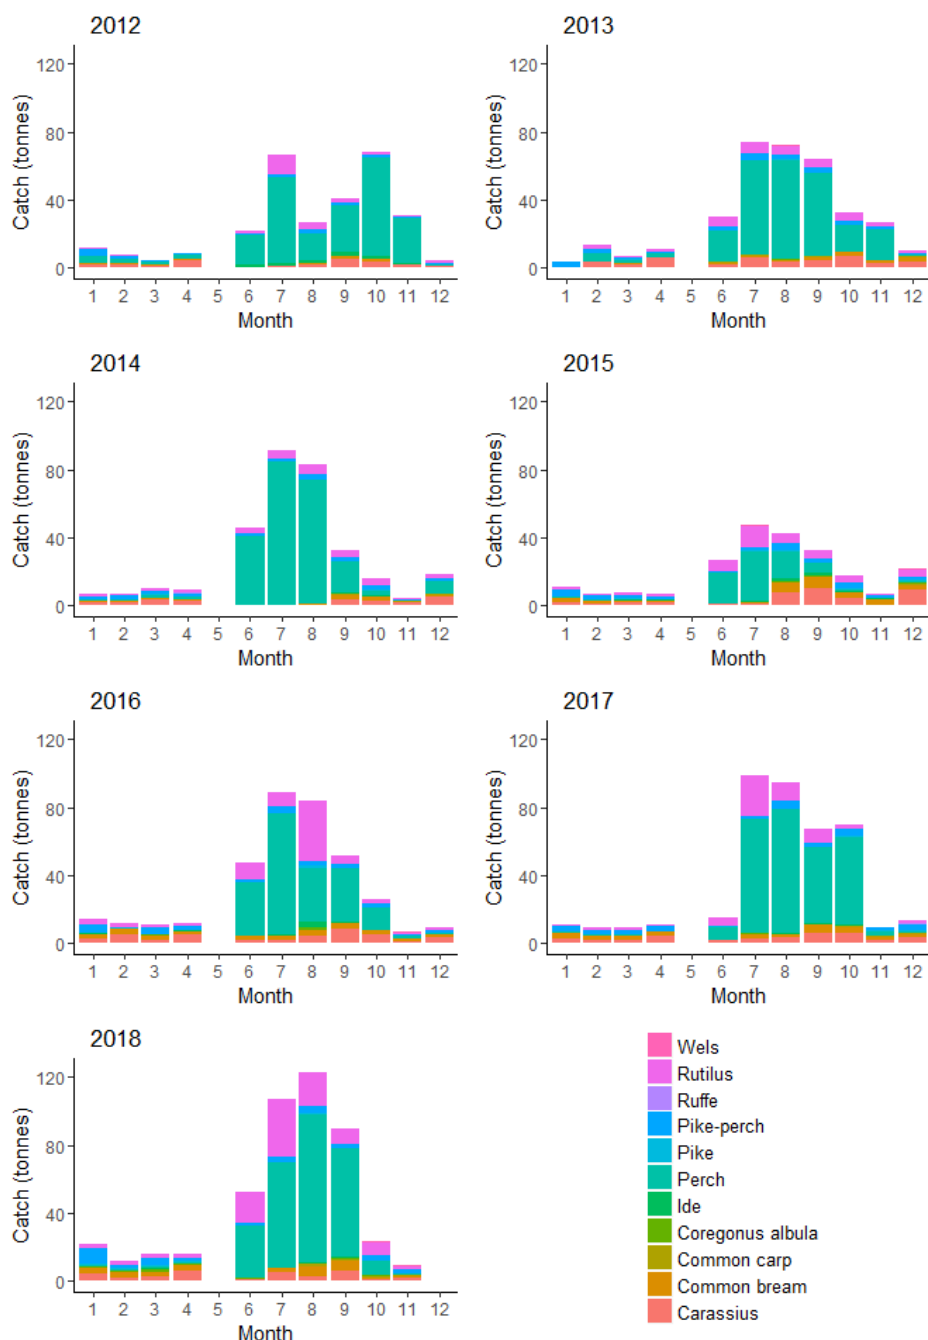 2012
120
80
40
0
Catch (tonnes)
1 2 3 4 5 6 7 8 9 10 11 12
Month
2013
120
80
40
0
Catch (tonnes)
1 2 3 4 5 6 7 8 9 10 11 12
Month
2014
120
80
40
0
Catch (tonnes)
1 2 3 4 5 6 7 8 9 10 11 12
Month
2015
120
80
40
0
Catch (tonnes)
1 2 3 4 5 6 7 8 9 10 11 12
Month
2016
120
80
40
0
Catch (tonnes)
1 2 3 4 5 6 7 8 9 10 11 12
Month
2017
120
80
40
0
Catch (tonnes)
1 2 3 4 5 6 7 8 9 10 11 12
Month
2018
120
80
40
0
Catch (tonnes)
1 2 3 4 5 6 7 8 9 10 11 12
Month
Wels
Rutilus
Ruffe
Pike-perch
Pike
Perch
Ide
Coregonus albula
Common carp
Common bream
Carassius